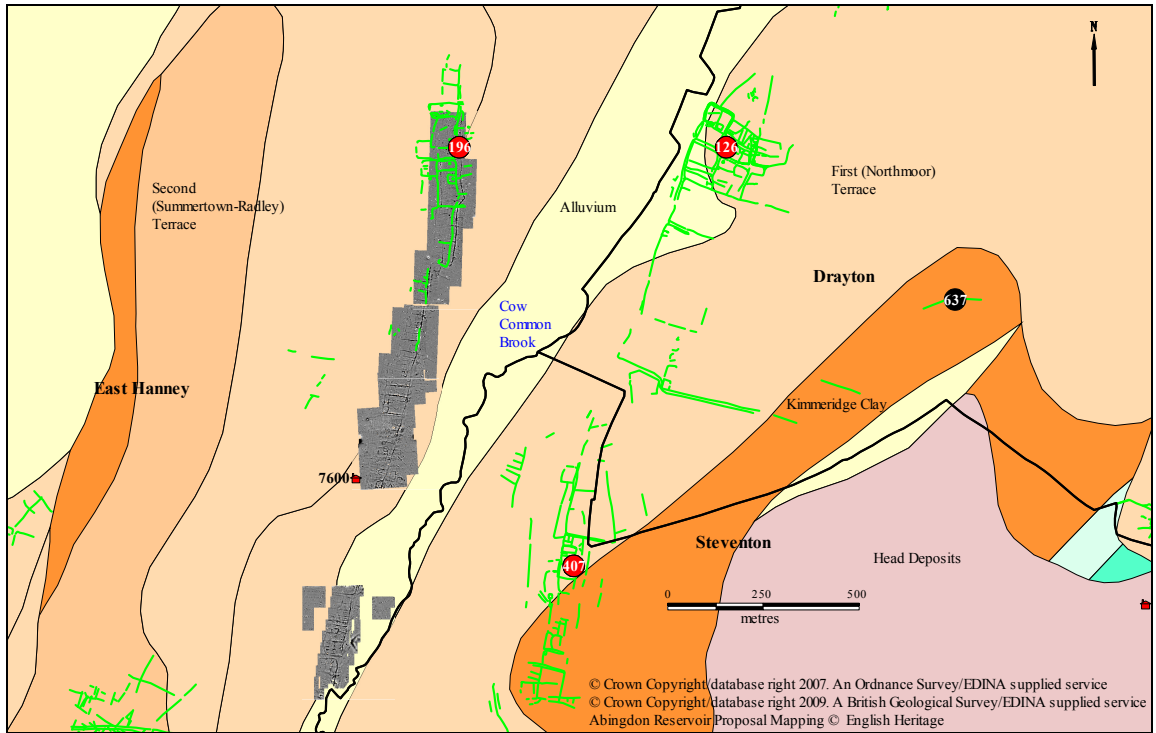 N
196
126
Second
(Summertown-Radley)
Terrace
First (Northmoor)
Terrace
Alluvium
Drayton
637
Cow
Common
Brook
East Hanney
Kimmeridge Clay
7600
Steventon
407
Head Deposits
0 250 500
metres
© Crown Copyright/database right 2007. An Ordnance Survey/EDINA supplied service
© Crown Copyright/database right 2009. A British Geological Survey/EDINA supplied service
Abingdon Reservoir Proposal Mapping © English Heritage